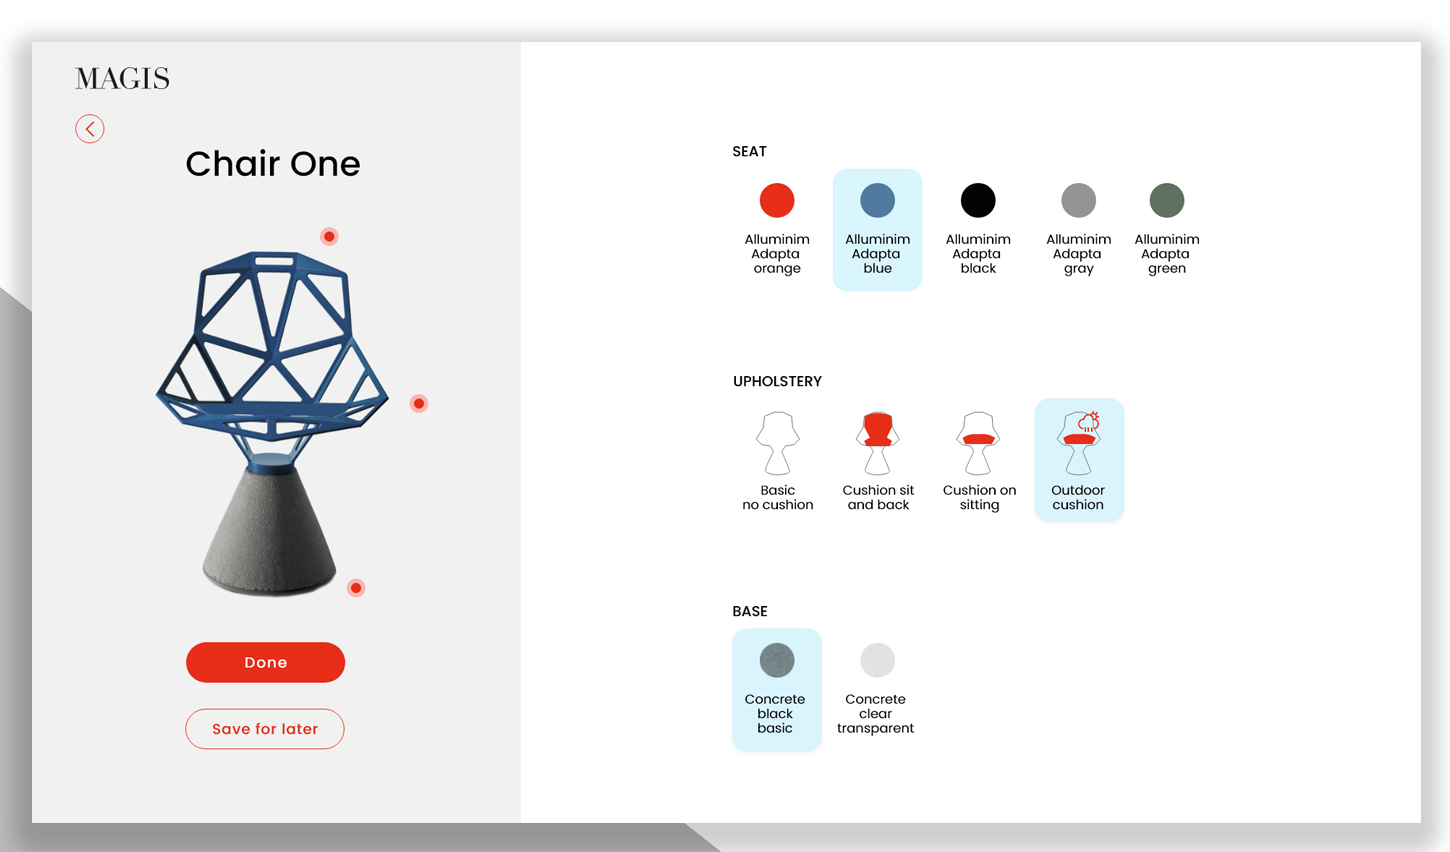 MAGIS
Chair One
Done
Save for later
SEAT
Alluminim
Adapta
orange
Alluminim
Adapta
blue
Alluminim
Adapta
black
Alluminim
Adapta
gray
Alluminim
Adapta
green
UPHOLSTERY
Basic
no cushion
Cushion sit
and back
Cushion on
sitting
Outdoor
cushion
BASE
Concrete
black
basic
Concrete
clear
transparent